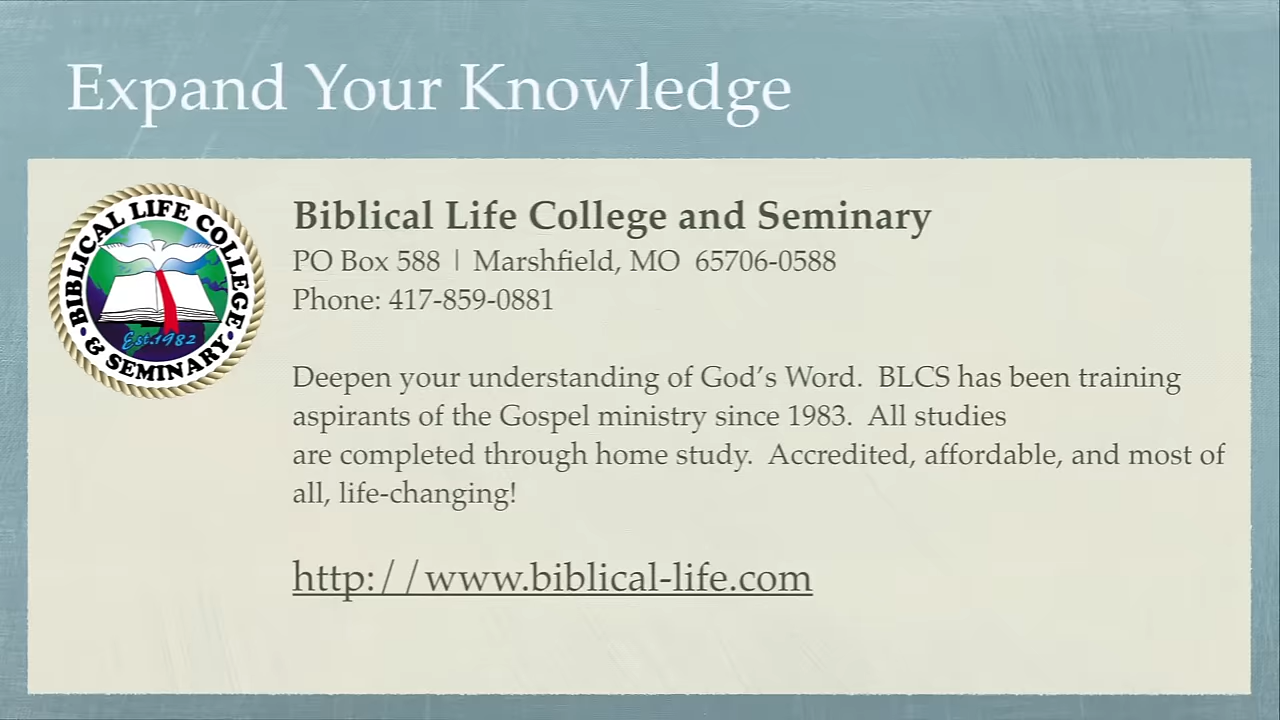 Expand Your Knowledge
BIBLICAL LIFE COLLEGE
& SEMINARY
Est. 1982
Biblical Life College and Seminary
PO Box 588 | Marshfield, MO 65706-0588
Phone: 417-859-0881
Deepen your understanding of God's Word. BLCS has been training
aspirants of the Gospel ministry since 1983. All studies
are completed through home study. Accredited, affordable, and most of
all, life-changing!
http://www.biblical-life.com